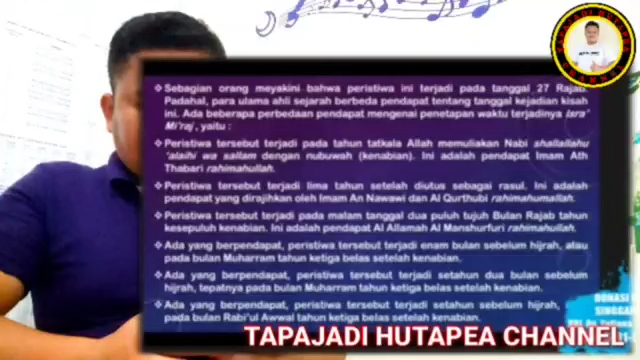 ❖ Sebagian orang meyakini bahwa peristiwa ini terjadi pada tanggal 27 Rajab.
Padahal, para ulama ahli sejarah berbeda pendapat tentang tanggal kejadian kisah
ini. Ada beberapa perbedaan pendapat mengenai penetapan waktu terjadinya Isra'
Mi'raj, yaitu :
❖ Peristiwa tersebut terjadi pada tahun tatkala Allah memuliakan Nabi shallallahu
'alaihi wa sallam dengan nubuwah (kenabian). Ini adalah pendapat Imam Ath
Thabari rahimahullah.
❖ Peristiwa tersebut terjadi lima tahun setelah diutus sebagai rasul. Ini adalah
pendapat yang dirajihkan oleh Imam An Nawawi dan Al Qurthubi rahimahumallah.
❖ Peristiwa tersebut terjadi pada malam tanggal dua puluh tujuh Bulan Rajab tahun
kesepuluh kenabian. Ini adalah pendapat Al Allamah Al Manshurfuri rahimahullah.
❖ Ada yang berpendapat, peristiwa tersebut terjadi enam bulan sebelum hijrah, atau
pada bulan Muharram tahun ketiga belas setelah kenabian.
❖ Ada yang berpendapat, peristiwa tersebut terjadi setahun dua bulan sebelum
hijrah, tepatnya pada bulan Muharram tahun ketiga belas setelah kenabian.
❖ Ada yang berpendapat, peristiwa tersebut terjadi setahun sebelum hijrah,
pada bulan Rabi'ul Awwal tahun ketiga belas setelah kenabian.
DONASI
TAPAJADI HUTAPEA CHANNEL